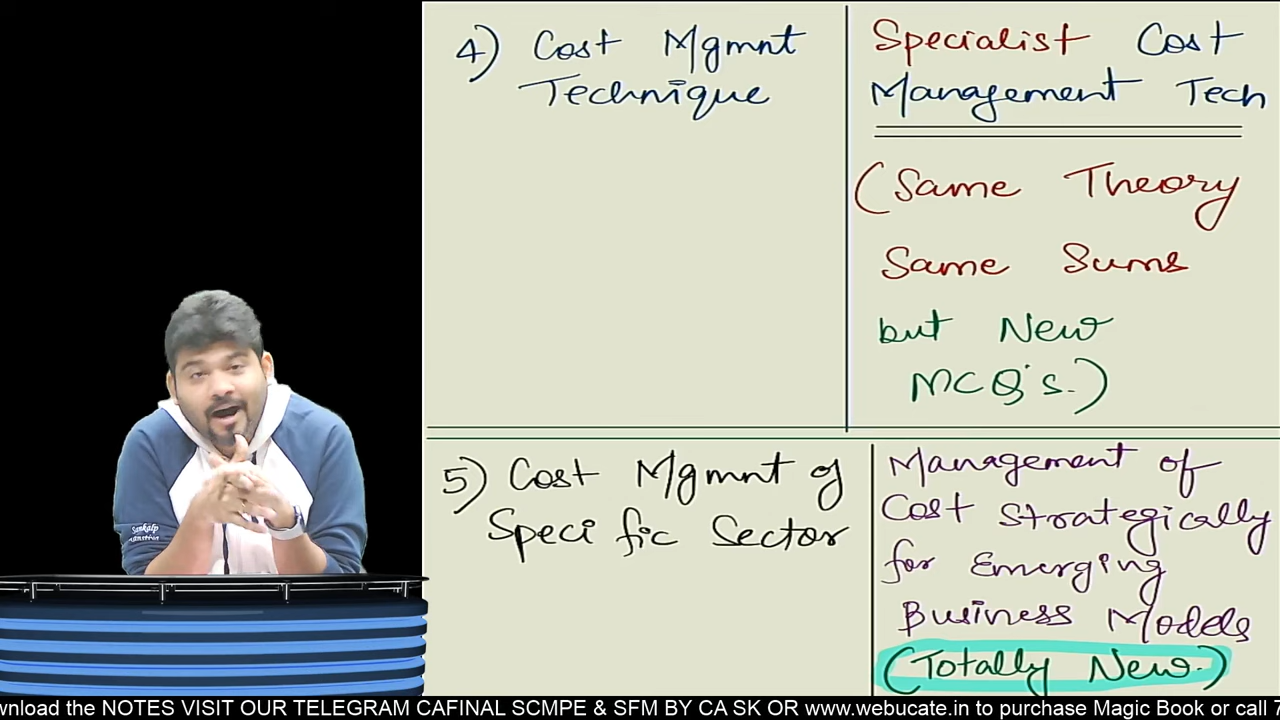 4) Cost Mgmnt
Technique
Specialist Cost
Management Tech
(Same Theory
Same Sums
but New
MCQ's.)
5) Cost Mgmnt of
Specific Sector
Management of
Cost Strategically
for Emerging
Business Models
(Totally New.)
Sankalp
wnload the NOTES VISIT OUR TELEGRAM CAFINAL SCMPE & SFM BY CA SK OR www.webucate.in to purchase Magic Book or call 7